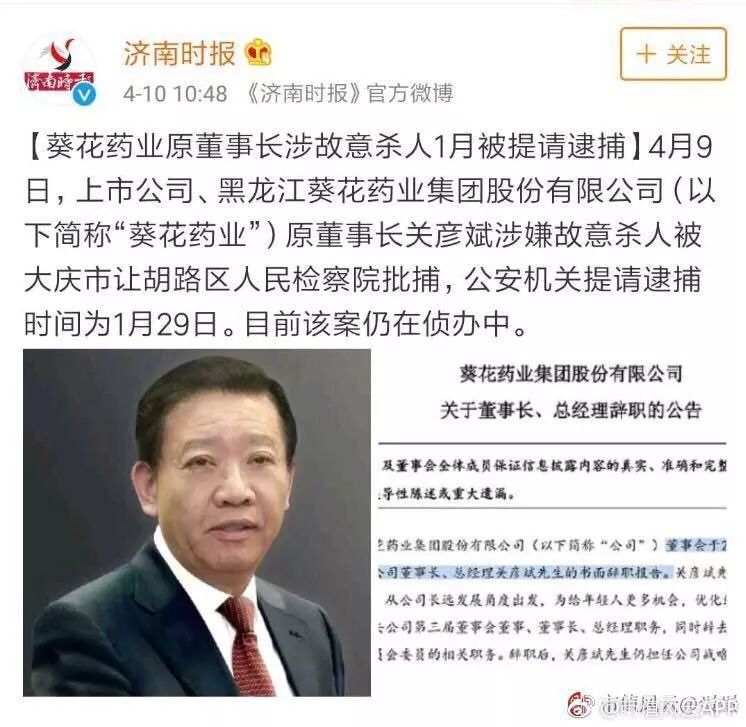 济南时报
+ 关注
济南時報
4-10 10:48 《济南时报》官方微博
【葵花药业原董事长涉故意杀人1月被提请逮捕】4月9
日，上市公司、黑龙江葵花药业集团股份有限公司（以
下简称“葵花药业”）原董事长关彦斌涉嫌故意杀人被
大庆市让胡路区人民检察院批捕，公安机关提请逮捕
时间为1月29日。目前该案仍在侦办中。
葵花药业集团股份有限公司
关于董事长、总经理辞职的公告
及董事会全体成员保证信息披露内容的真实、准确和完整
导性陈述或重大遗漏。
药业集团股份有限公司（以下简称“公司”）董事会于2
公司董事长、总经理关彦斌先生的书面辞职报告。关彦斌先
从公司长远发展角度出发，为给年轻人更多机会，优化
公司第三届董事会董事、董事长、总经理职务，同时辞去
员会委员的相关职务。辞职后，关彦斌先生仍担任公司战略